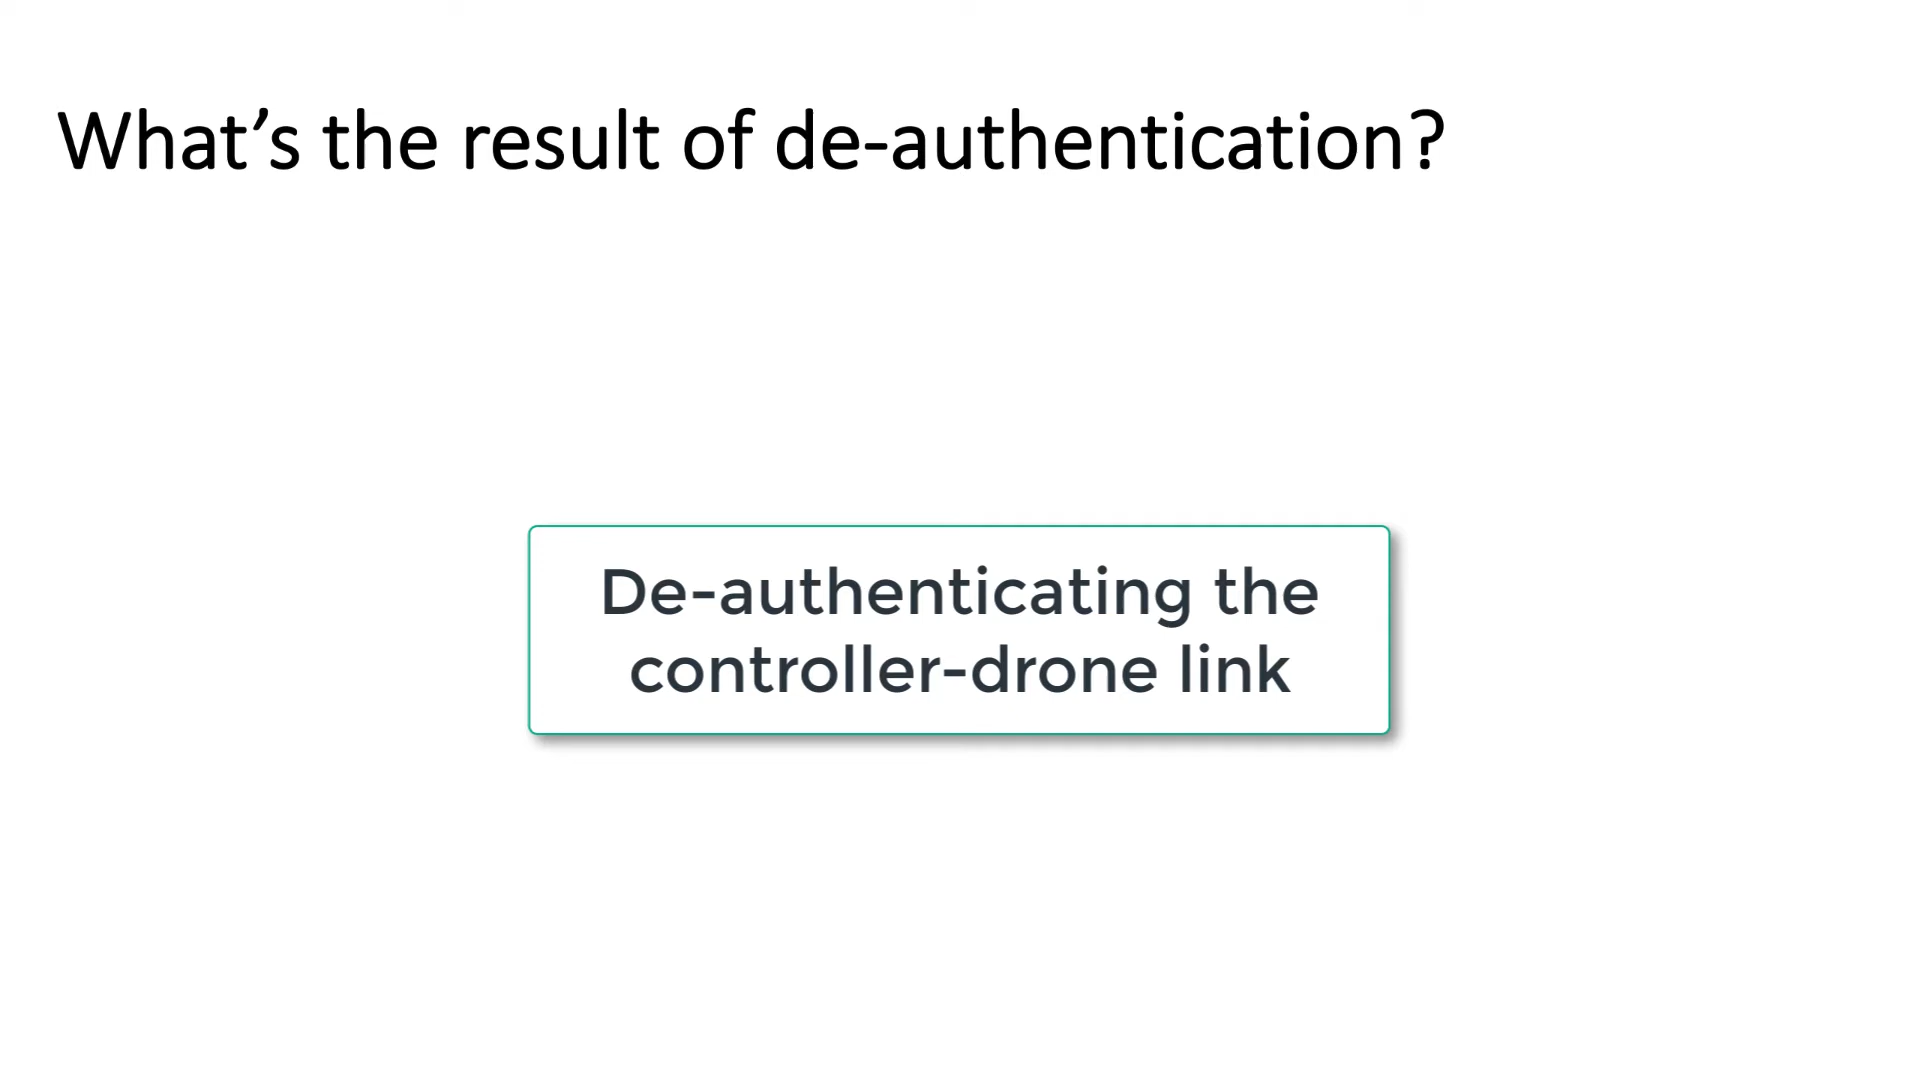 What’s the result of de-authentication?
De-authenticating the
controller-drone link